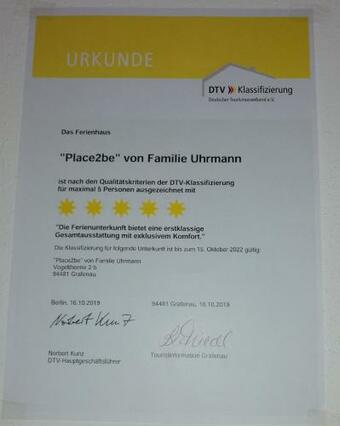 URKUNDE
DTV Klassifizierung
Deutscher Tourismusverband e.V.
Das Ferienhaus
"Place2be" von Familie Uhrmann
ist nach den Qualitätskriterien der DTV-Klassifizierung
für maximal 5 Personen ausgezeichnet mit
"Die Ferienunterkunft bietet eine erstklassige
Gesamtausstattung mit exklusivem Komfort."
Die Klassifizierung für folgende Unterkunft ist bis zum 15. Oktober 2022 gültig:
"Place2be" von Familie Uhrmann
Vogeltherme 2 b
94481 Grafenau
Berlin, 16.10.2019
94481 Grafenau, 16.10.2019
Norbert Kunz
Norbert Kunz
DTV-Hauptgeschäftsführer
Touristinformation Grafenau